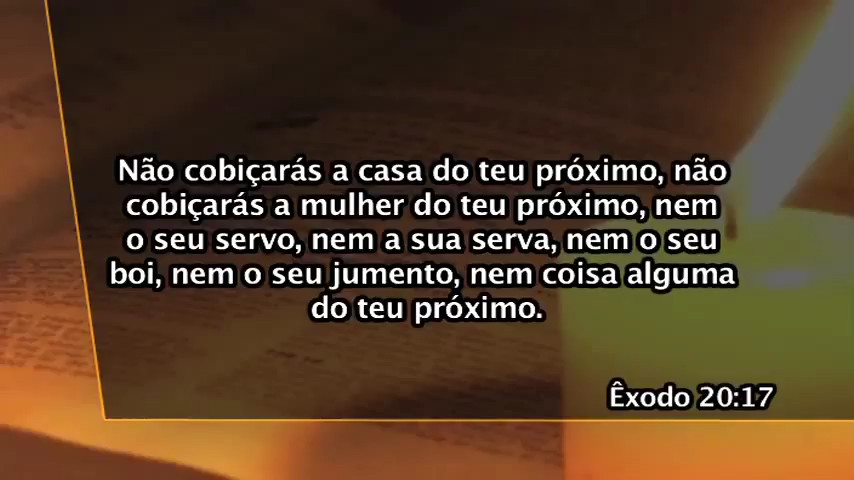 Não cobiçarás a casa do teu próximo, não
cobiçarás a mulher do teu próximo, nem
o seu servo, nem a sua serva, nem o seu
boi, nem o seu jumento, nem coisa alguma
do teu próximo.
Êxodo 20:17